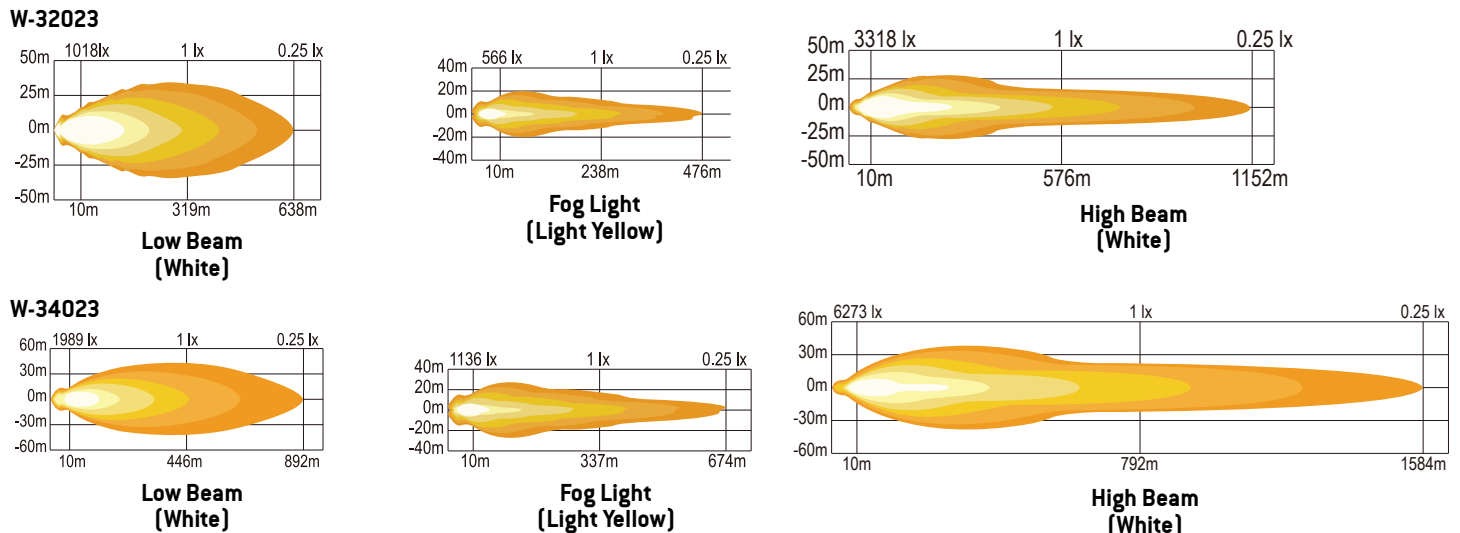 W-32023
1018lx 1 lx 0.25 lx
50m
25m
0m
-25m
-50m
10m 319m 638m
Low Beam
(White)
566 lx 1 lx 0.25 lx
40m
20m
0m
-20m
-40m
10m 238m 476m
Fog Light
(Light Yellow)
3318 lx 1 lx 0.25 lx
50m
25m
0m
-25m
-50m
10m 576m 1152m
High Beam
(White)
W-34023
1989 lx 1 lx 0.25 lx
60m
30m
0m
-30m
-60m
10m 446m 892m
Low Beam
(White)
1136 lx 1 lx 0.25 lx
40m
20m
0m
-20m
-40m
10m 337m 674m
Fog Light
(Light Yellow)
6273 lx 1 lx 0.25 lx
60m
30m
0m
-30m
-60m
10m 792m 1584m
High Beam
(White)